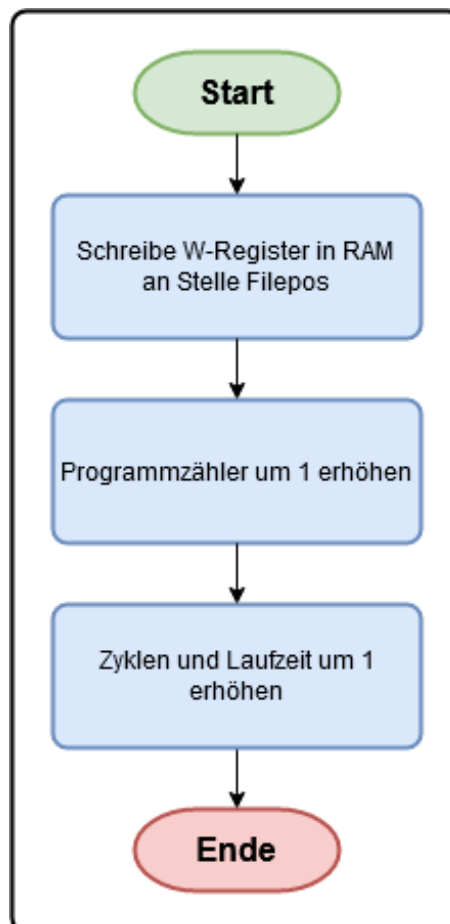 Start
Schreibe W-Register in RAM
an Stelle Filepos
Programmzähler um 1 erhöhen
Zyklen und Laufzeit um 1
erhöhen
Ende